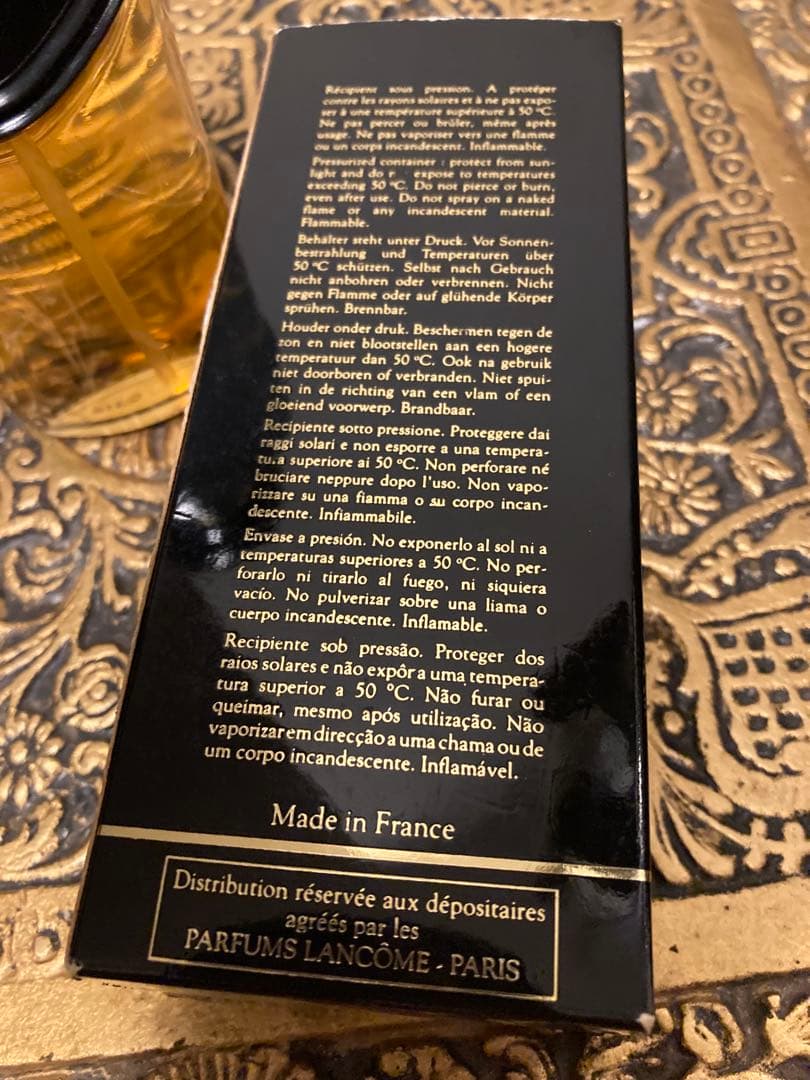 Récipient sous pression. A protéger
contre les rayons solaires et à ne pas expo-
ser à une température supérieure à 50 °C.
Ne pas percer ou brûler, même après
usage. Ne pas vaporiser vers une flamme
ou un corps incandescent. Inflammable.
Pressurized container : protect from sun-
light and do expose to temperatures
exceeding 50 °C. Do not pierce or burn,
even after use. Do not spray on a naked
flame or any incandescent material.
Flammable.
Behälter steht unter Druck. Vor Sonnen-
bestrahlung und Temperaturen über
50 °C schützen. Selbst nach Gebrauch
nicht anbohren oder verbrennen. Nicht
gegen Flamme oder auf glühende Körper
sprühen. Brennbar.
Houder onder druk. Beschermen tegen de
zon en niet blootstellen aan een hogere
temperatuur dan 50 °C. Ook na gebruik
niet doorboren of verbranden. Niet spui-
ten in de richting van een vlam of een
gloeiend voorwerp. Brandbaar.
Recipiente sotto pressione. Proteggere dai
raggi solari e non esporre a una tempera-
tura superiore ai 50 °C. Non perforare né
bruciare neppure dopo l'uso. Non vapo-
rizzare su una fiamma o su corpo incan-
descente. Infiammabile.
Envase a presión. No exponerlo al sol ni a
temperaturas superiores a 50 °C. No per-
forarlo ni tirarlo al fuego, ni siquiera
vacío. No pulverizar sobre una liama o
cuerpo incandescente. Inflamable.
Recipiente sob pressão. Proteger dos
raios solares e não expôr a uma tempera-
tura superior a 50 °C. Não furar ou
queimar, mesmo após utilização. Não
vaporizar em direcção a uma chama ou de
um corpo incandescente. Inflamável.
Made in France
Distribution réservée aux dépositaires
agréés par les
PARFUMS LANCÔME - PARIS